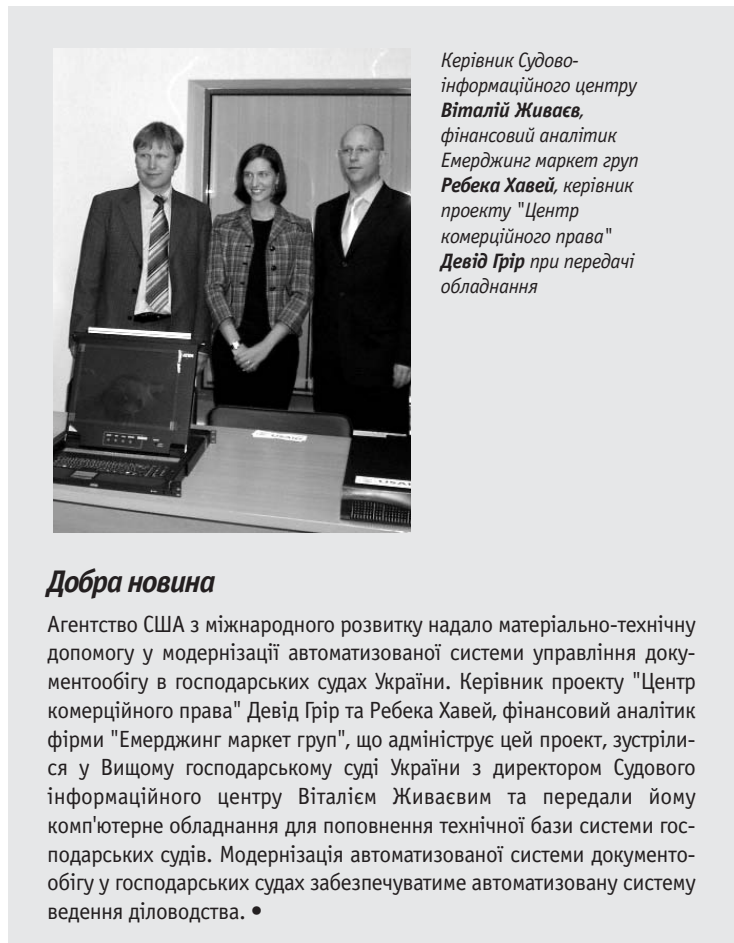 Керівник Судово-
інформаційного центру
Віталій Живаєв,
фінансовий аналітик
Емерджинг маркет груп
Ребека Хавей, керівник
проекту "Центр
комерційного права"
Девід Грір при передачі
обладнання
USAID
Добра новина
Агентство США з міжнародного розвитку надало матеріально-технічну
допомогу у модернізації автоматизованої системи управління доку-
ментообігу в господарських судах України. Керівник проекту "Центр
комерційного права" Девід Грір та Ребека Хавей, фінансовий аналітик
фірми "Емерджинг маркет груп", що адмініструє цей проект, зустріли-
ся у Вищому господарському суді України з директором Судового
інформаційного центру Віталієм Живаєвим та передали йому
комп'ютерне обладнання для поповнення технічної бази системи гос-
подарських судів. Модернізація автоматизованої системи документо-
обігу у господарських судах забезпечуватиме автоматизовану систему
ведення діловодства. •